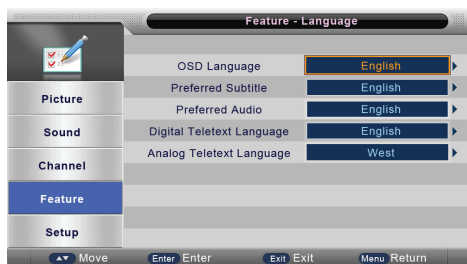 Feature - Language
OSD Language English
Preferred Subtitle English
Preferred Audio English
Digital Teletext Language English
Analog Teletext Language West
Picture
Sound
Channel
Feature
Setup
Move Enter Enter Exit Exit Menu Return